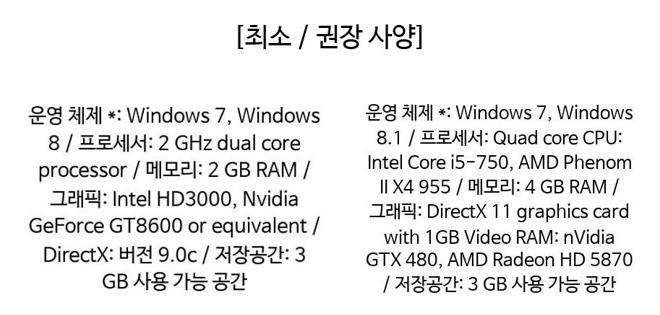 [최소 / 권장 사양]
운영 체제 *: Windows 7, Windows
8 / 프로세서: 2 GHz dual core
processor / 메모리: 2 GB RAM /
그래픽: Intel HD3000, Nvidia
GeForce GT8600 or equivalent /
DirectX: 버전 9.0c / 저장공간: 3
GB 사용 가능 공간
운영 체제 *: Windows 7, Windows
8.1 / 프로세서: Quad core CPU:
Intel Core i5-750, AMD Phenom
II X4 955 / 메모리: 4 GB RAM /
그래픽: DirectX 11 graphics card
with 1GB Video RAM: nVidia
GTX 480, AMD Radeon HD 5870
/ 저장공간: 3 GB 사용 가능 공간